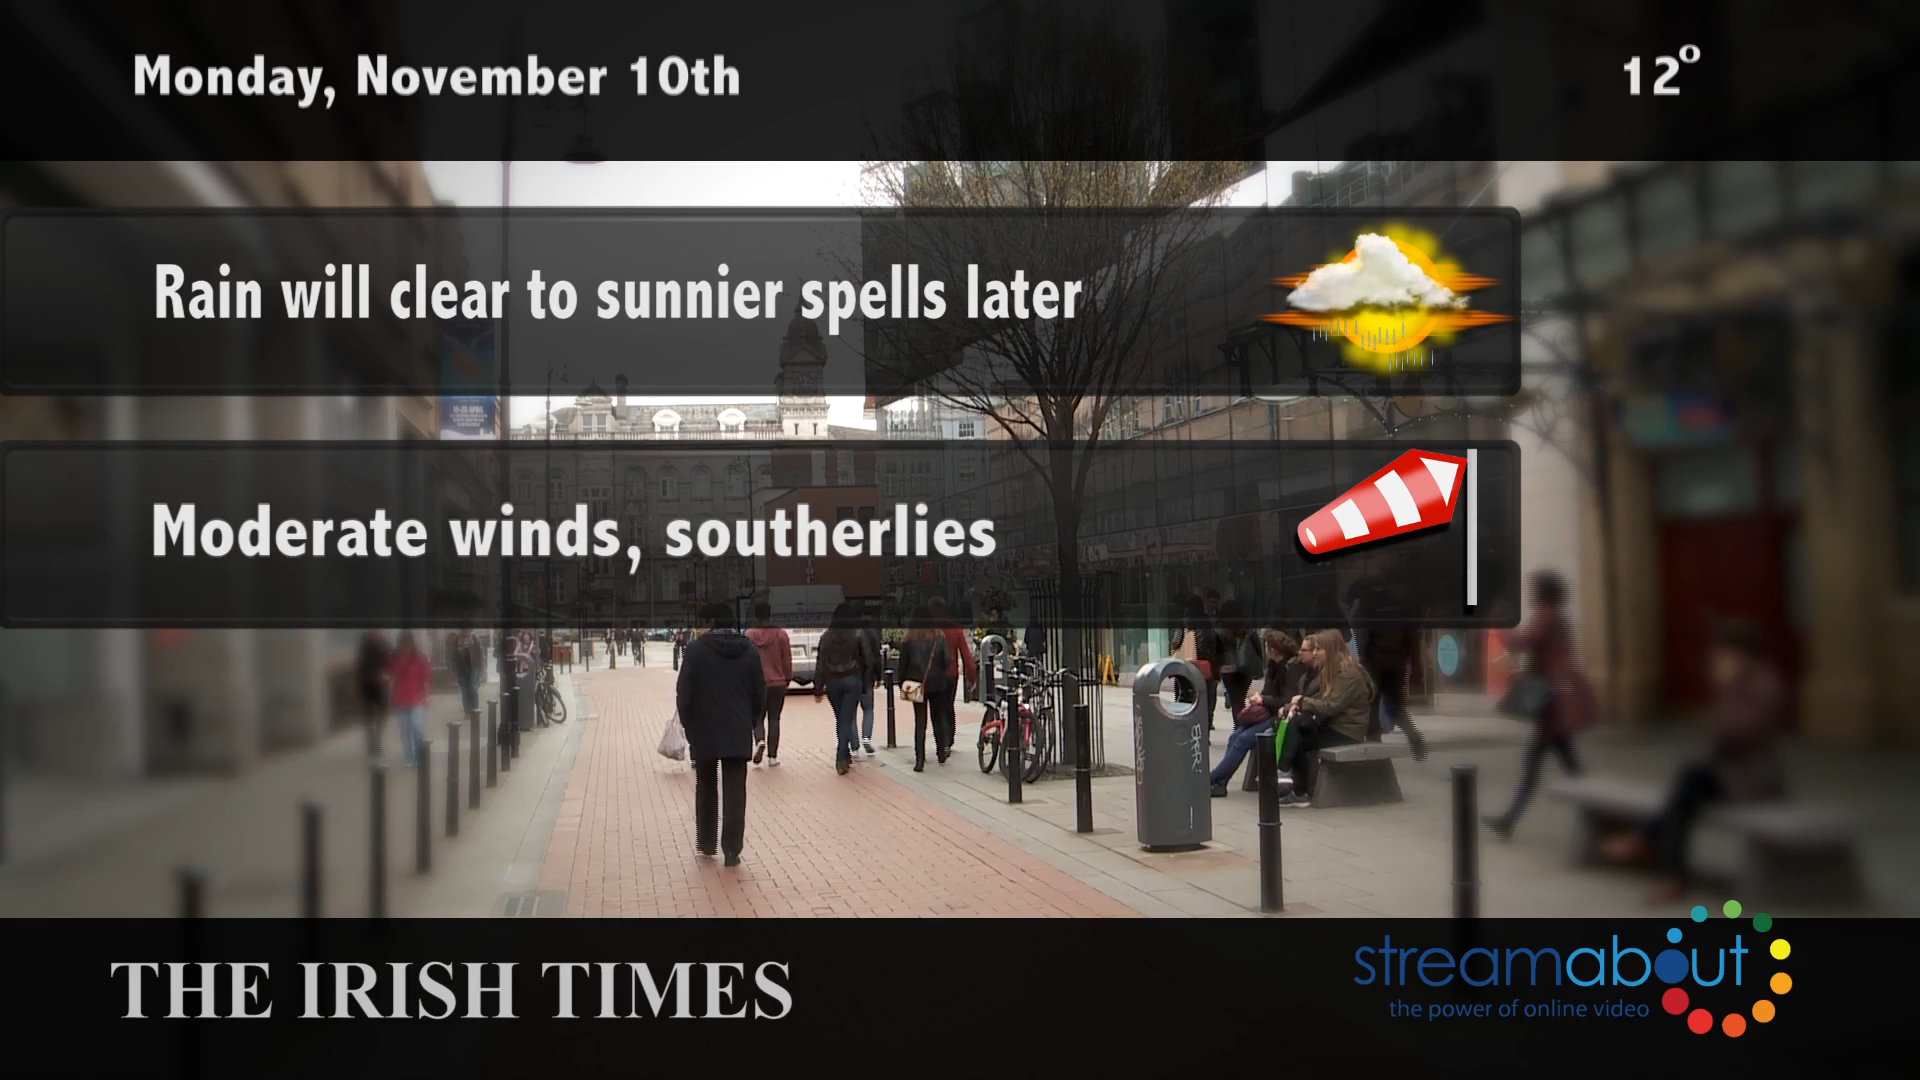 Monday, November 10th
12°
Rain will clear to sunnier spells later
Moderate winds, southerlies
THE IRISH TIMES
streamabout
the power of online video